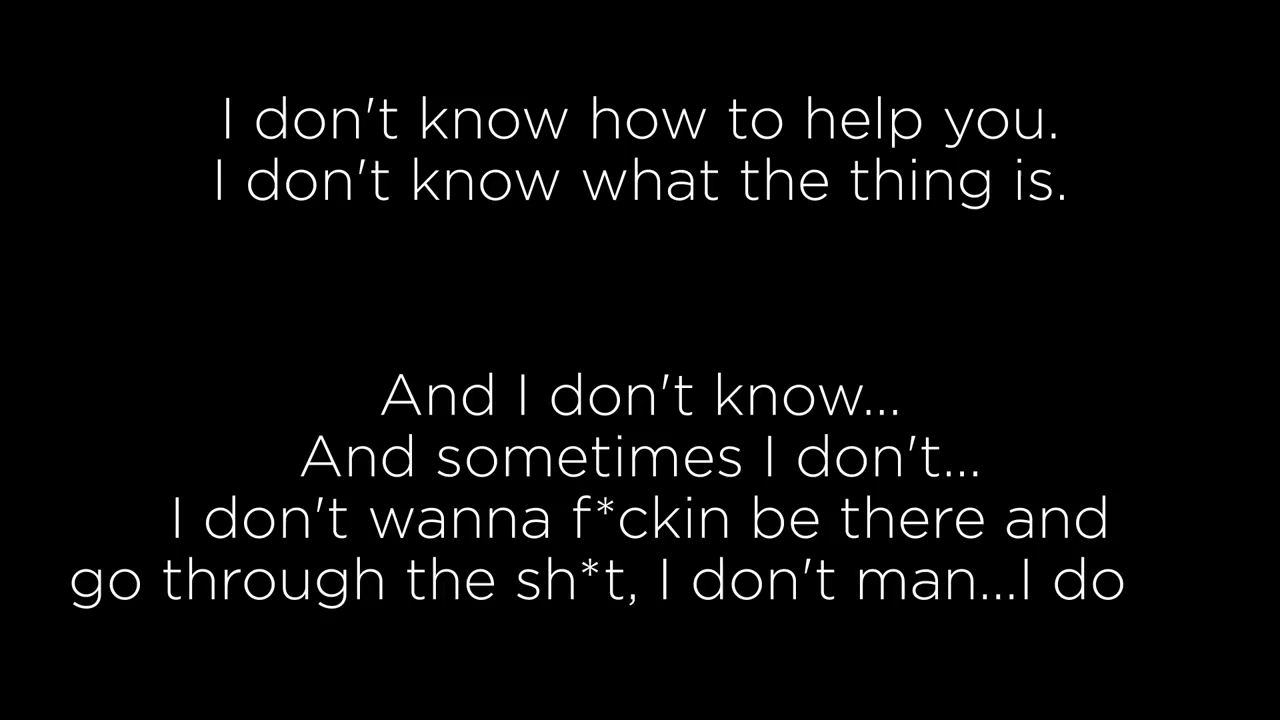 I don't know how to help you.
I don't know what the thing is.
And I don't know...
And sometimes I don't...
I don't wanna f*ckin be there and
go through the sh*t, I don't man...I do